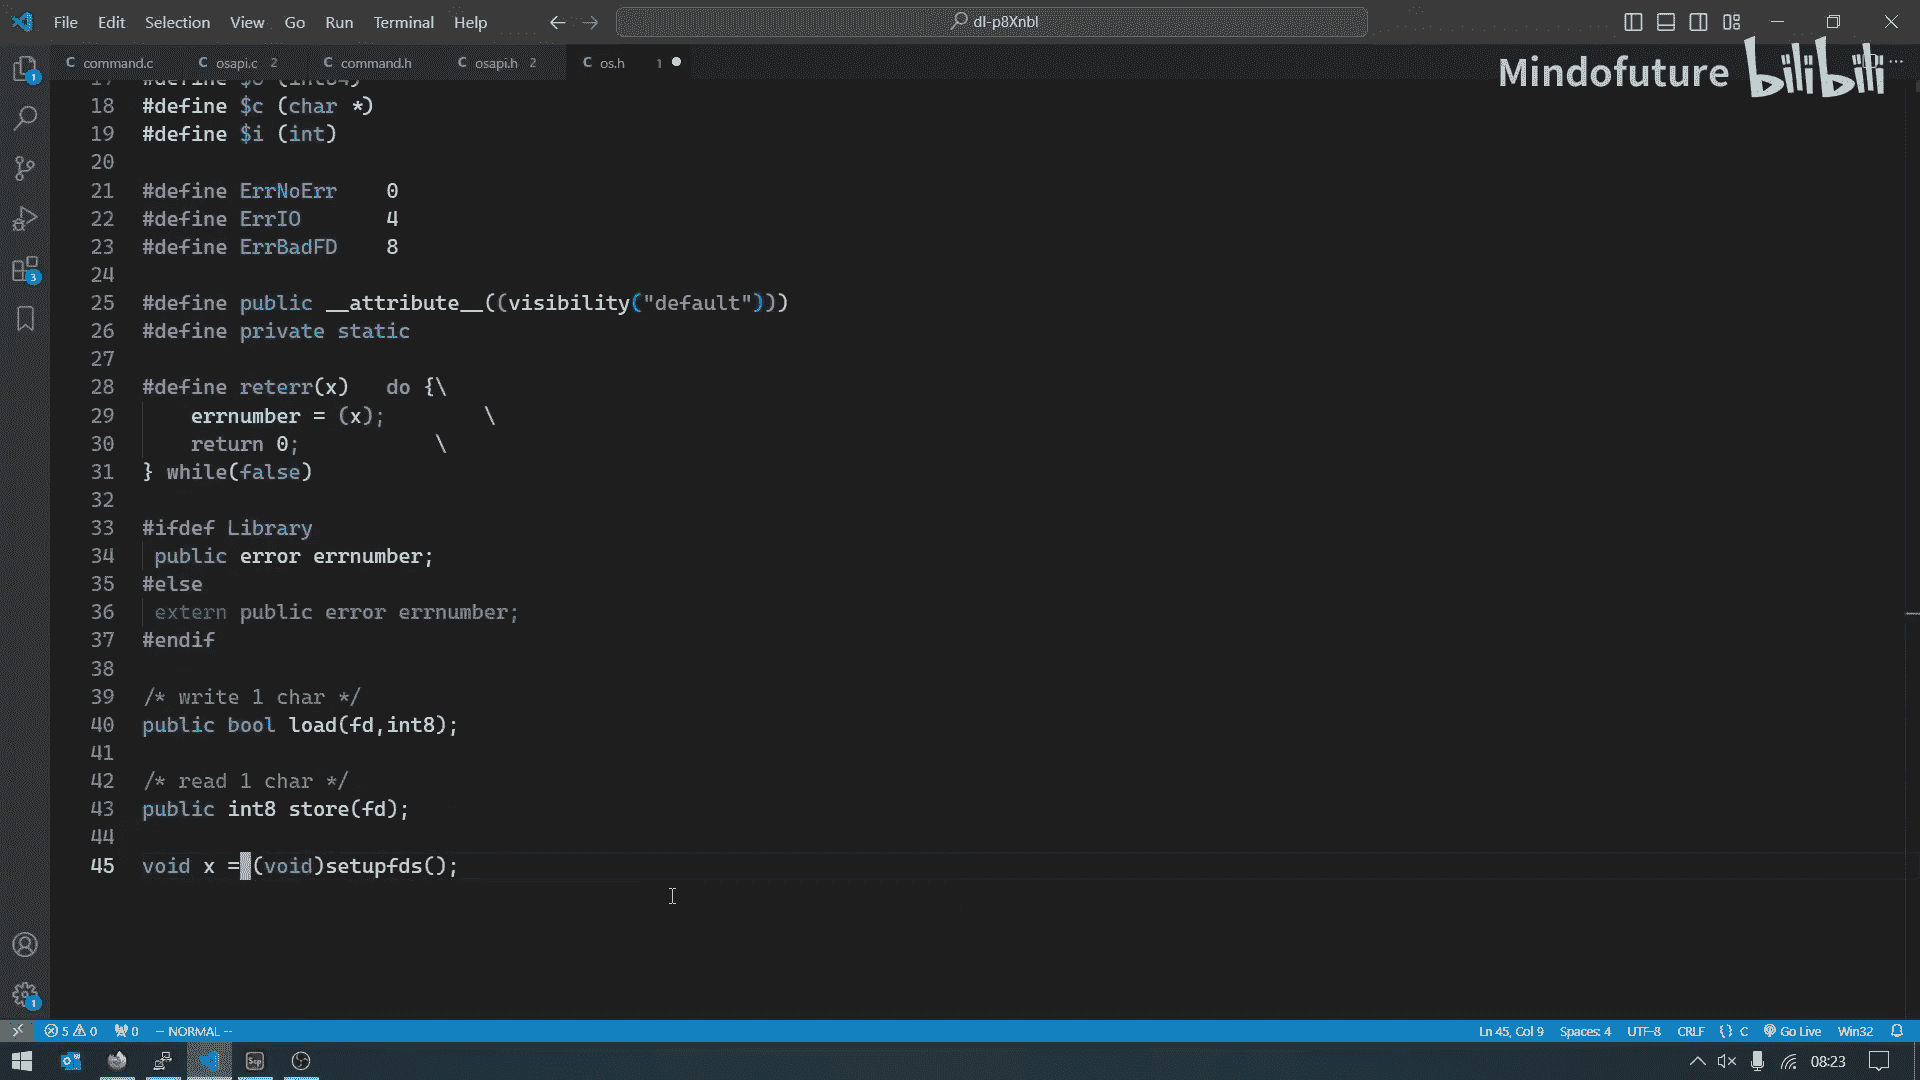 File Edit Selection View Go Run Terminal Help
dl-p8Xnbl
command.c osapi.c 2 command.h osapi.h 2 os.h 1
Mindofuture bilibili
18 #define $c (char *)
19 #define $i (int)
20
21 #define ErrNoErr 0
22 #define ErrIO 4
23 #define ErrBadFD 8
24
25 #define public __attribute__((visibility("default")))
26 #define private static
27
28 #define reterr(x) do {\
29 errnumber = (x); \
30 return 0; \
31 } while(false)
32
33 #ifdef Library
34 public error errnumber;
35 #else
36 extern public error errnumber;
37 #endif
38
39 /* write 1 char */
40 public bool load(fd,int8);
41
42 /* read 1 char */
43 public int8 store(fd);
44
45 void x = (void)setupfds();
5 0 0 -- NORMAL -- Ln 45, Col 9 Spaces: 4 UTF-8 CRLF {} C Go Live Win32
08:23